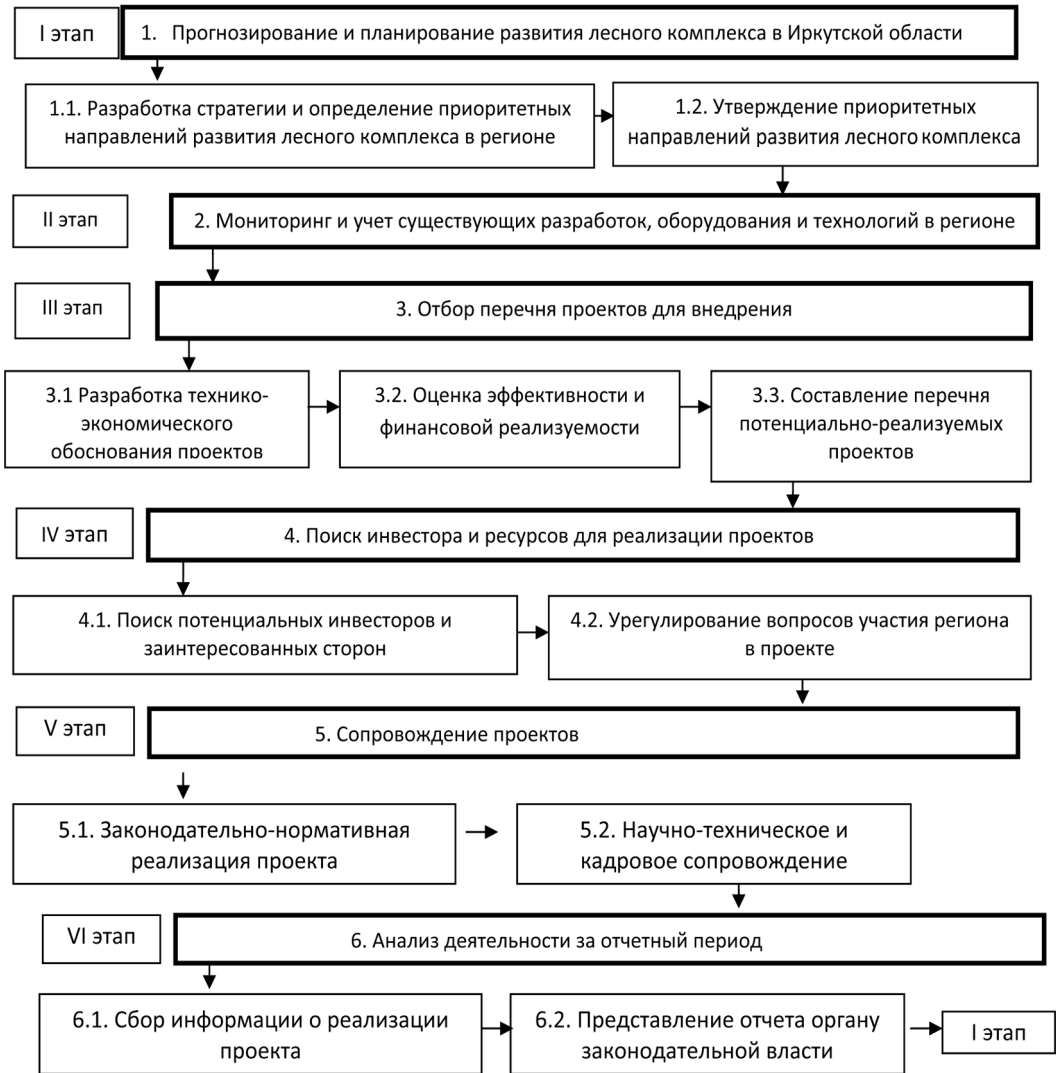 I этап
1. Прогнозирование и планирование развития лесного комплекса в Иркутской области
1.1. Разработка стратегии и определение приоритетных
направлений развития лесного комплекса в регионе
1.2. Утверждение приоритетных
направлений развития лесного комплекса
II этап
2. Мониторинг и учет существующих разработок, оборудования и технологий в регионе
III этап
3. Отбор перечня проектов для внедрения
3.1 Разработка технико-
экономического
обоснования проектов
3.2. Оценка эффективности и
финансовой реализуемости
3.3. Составление перечня
потенциально-реализуемых
проектов
IV этап
4. Поиск инвестора и ресурсов для реализации проектов
4.1. Поиск потенциальных инвесторов и
заинтересованных сторон
4.2. Урегулирование вопросов участия региона
в проекте
V этап
5. Сопровождение проектов
5.1. Законодательно-нормативная
реализация проекта
5.2. Научно-техническое и
кадровое сопровождение
VI этап
6. Анализ деятельности за отчетный период
6.1. Сбор информации о реализации
проекта
6.2. Представление отчета органу
законодательной власти
I этап